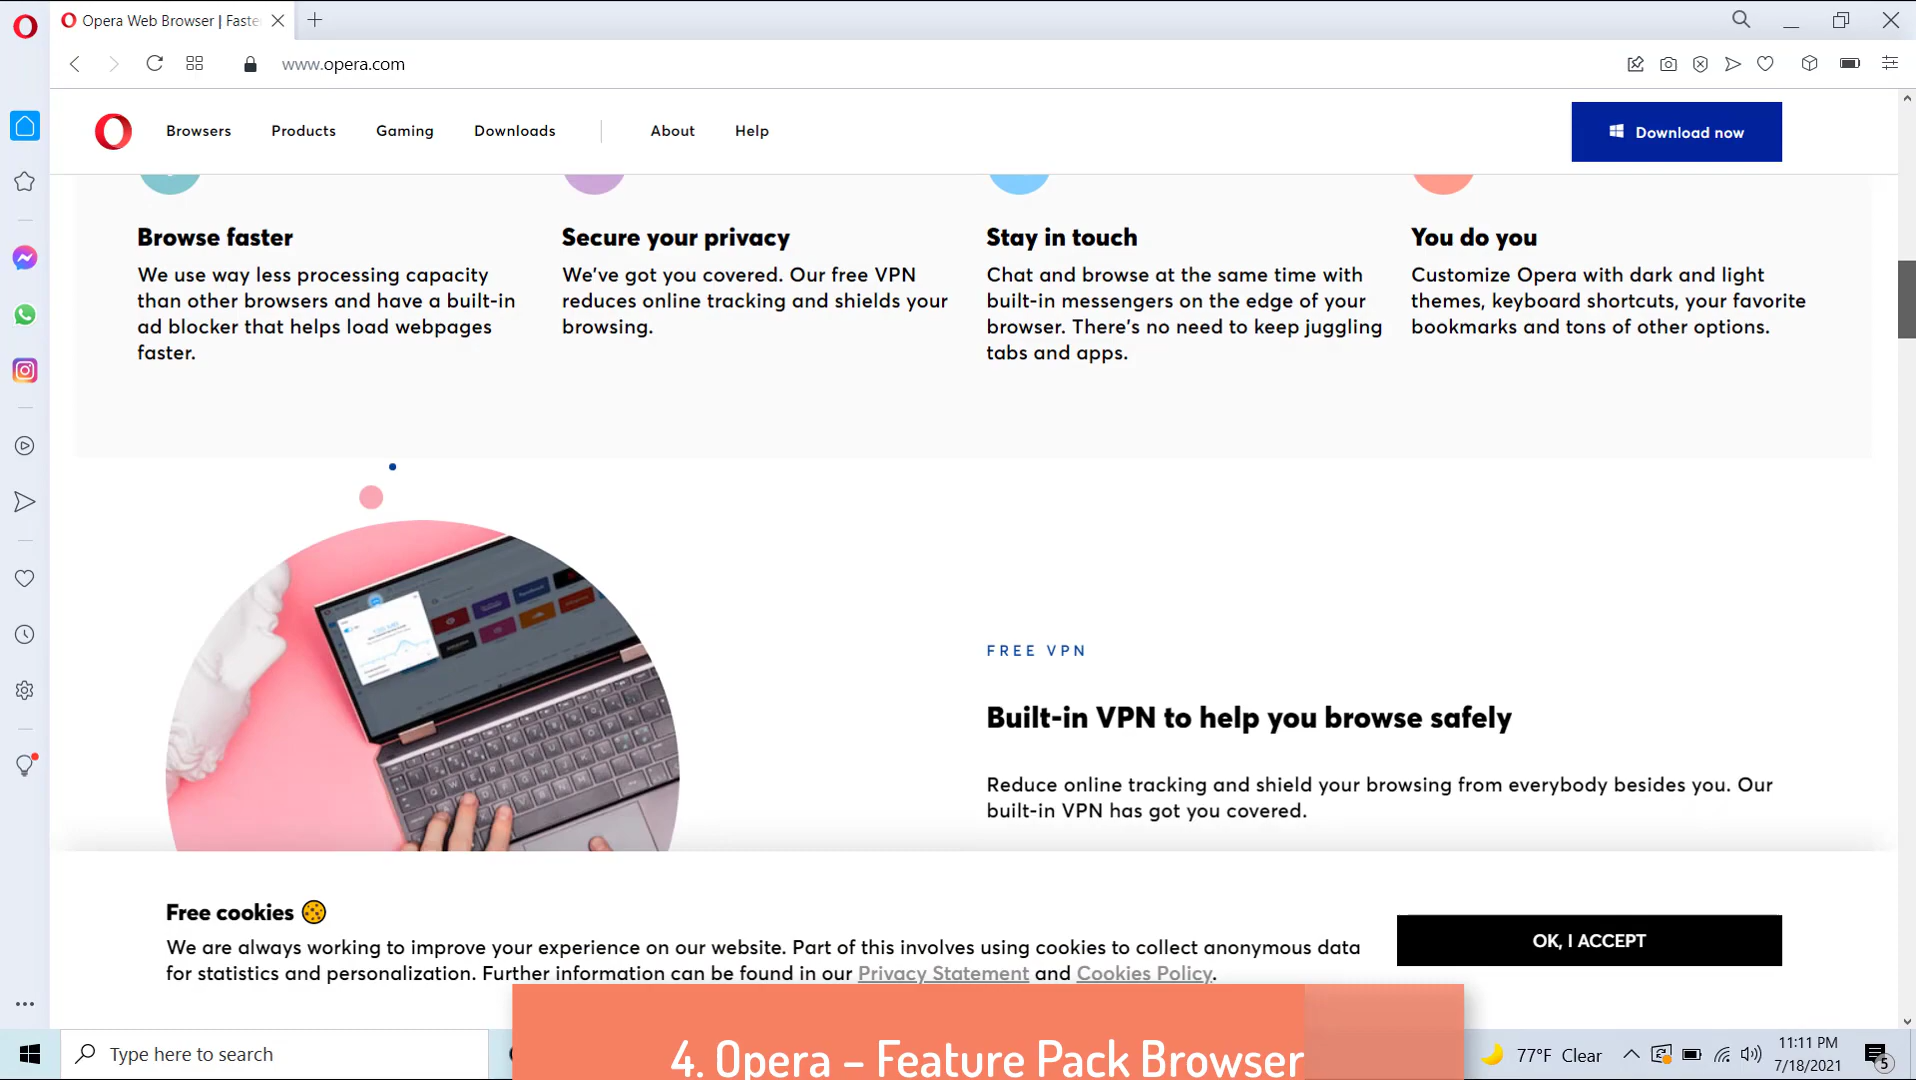 Opera Web Browser | Faste
www.opera.com
Browsers
Products
Gaming
Downloads
About
Help
Download now
Browse faster
We use way less processing capacity
than other browsers and have a built-in
ad blocker that helps load webpages
faster.
Secure your privacy
We've got you covered. Our free VPN
reduces online tracking and shields your
browsing.
Stay in touch
Chat and browse at the same time with
built-in messengers on the edge of your
browser. There's no need to keep juggling
tabs and apps.
You do you
Customize Opera with dark and light
themes, keyboard shortcuts, your favorite
bookmarks and tons of other options.
FREE VPN
Built-in VPN to help you browse safely
Reduce online tracking and shield your browsing from everybody besides you. Our
built-in VPN has got you covered.
Free cookies
We are always working to improve your experience on our website. Part of this involves using cookies to collect anonymous data
for statistics and personalization. Further information can be found in our Privacy Statement and Cookies Policy.
OK, I ACCEPT
4. Opera – Feature Pack Browser
Type here to search
77°F Clear
11:11 PM
7/18/2021
5